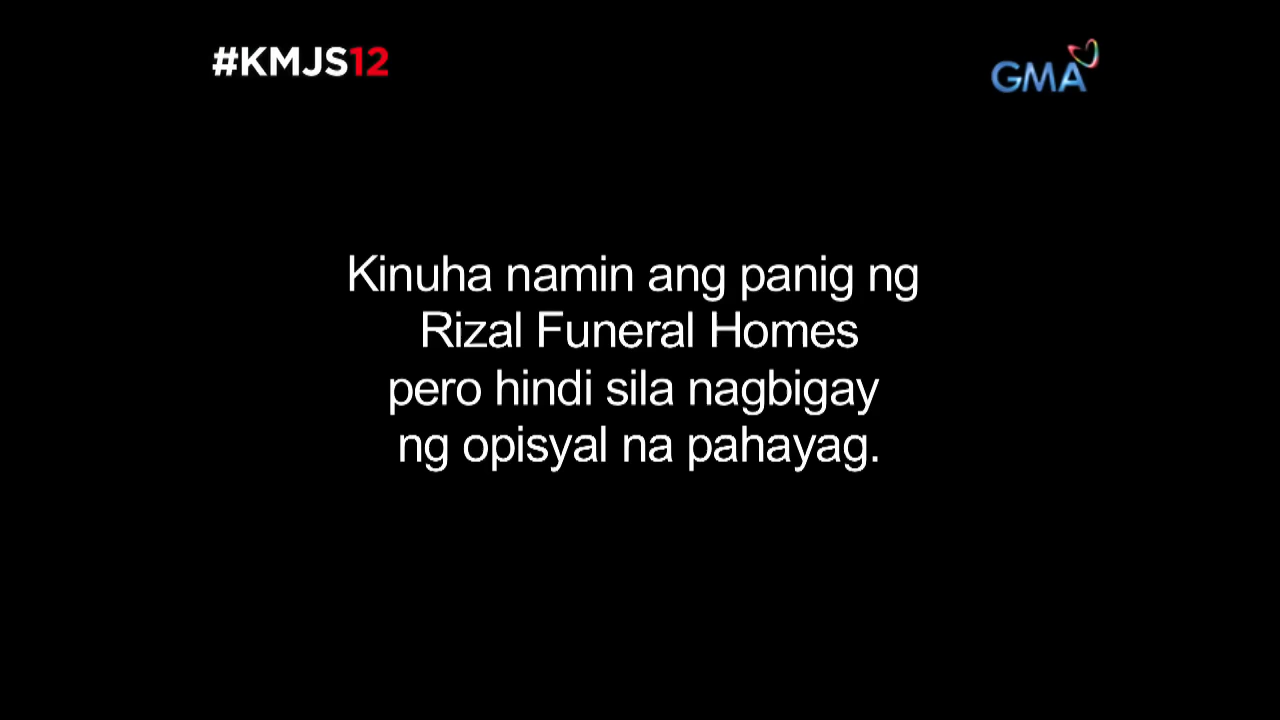 #KMJS12
GMA
Kinuha namin ang panig ng
Rizal Funeral Homes
pero hindi sila nagbigay
ng opisyal na pahayag.